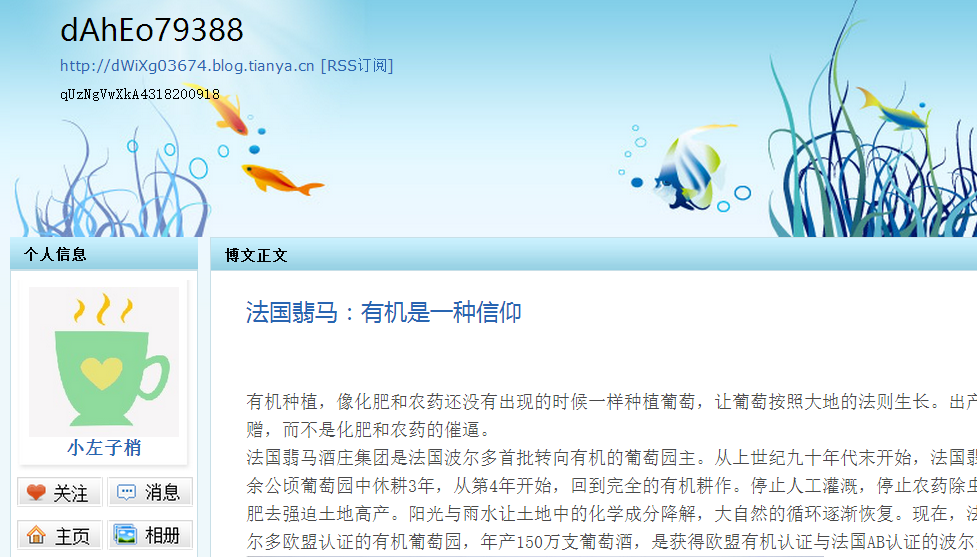 dAhEo79388
http://dWiXg03674.blog.tianya.cn [RSS订阅]
qUzNgVwXkA4318200918
个人信息
小左子梢
关注 消息
主页 相册
博文正文
法国翡马：有机是一种信仰
有机种植，像化肥和农药还没有出现的时候一样种植葡萄，让葡萄按照大地的法则生长。出产
赠，而不是化肥和农药的催逼。
法国翡马酒庄集团是法国波尔多首批转向有机的葡萄园主。从上世纪九十年代末开始，法国翡
余公顷葡萄园中休耕3年，从第4年开始，回到完全的有机耕作。停止人工灌溉，停止农药除虫
肥去强迫土地高产。阳光与雨水让土地中的化学成分降解，大自然的循环逐渐恢复。现在，法
尔多欧盟认证的有机葡萄园，年产150万支葡萄酒，是获得欧盟有机认证与法国AB认证的波尔